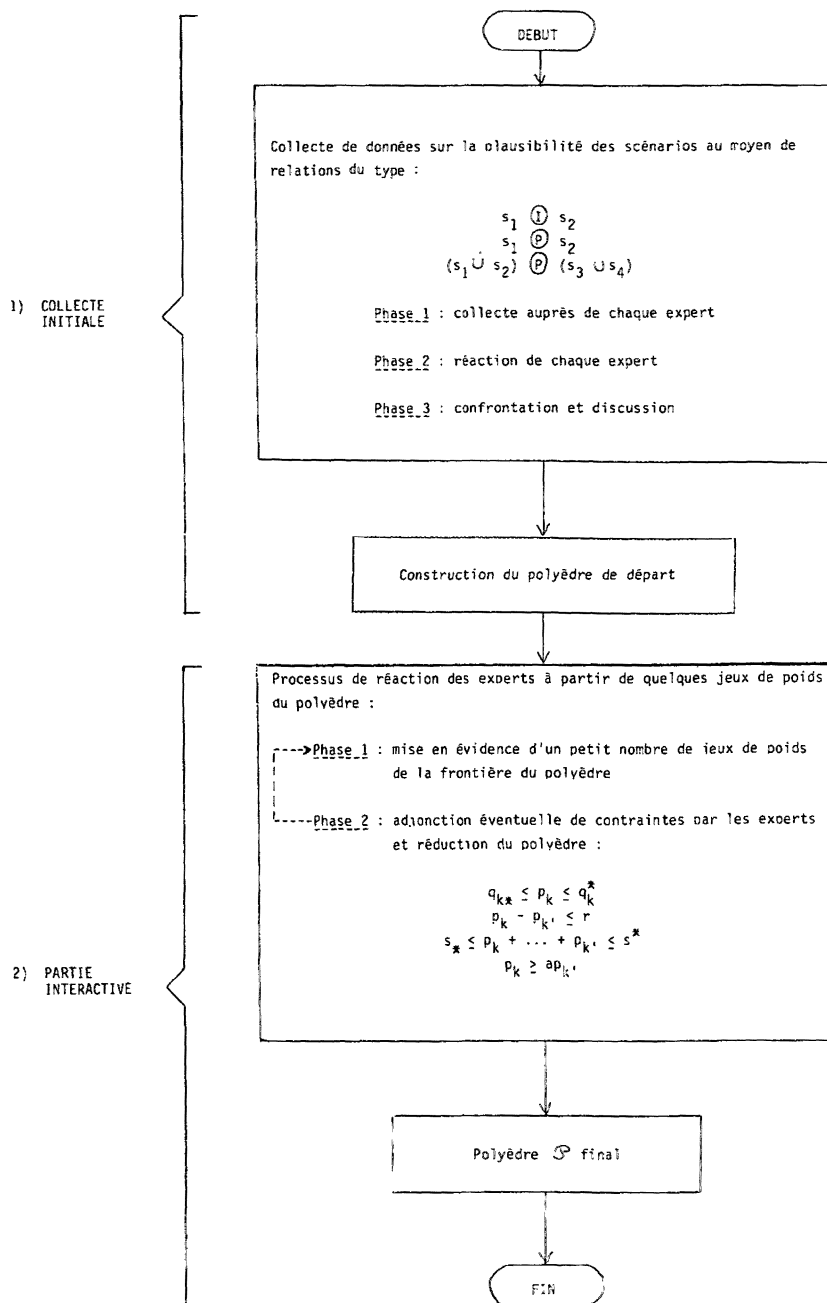 DEBUT
Collecte de données sur la plausibilité des scénarios au moyen de
relations du type :
s₁ Ⓘ s₂
s₁ Ⓟ s₂
(s₁ ∪ s₂) Ⓟ (s₃ ∪ s₄)
1) COLLECTE
INITIALE
Phase 1 : collecte auprès de chaque expert
Phase 2 : réaction de chaque expert
Phase 3 : confrontation et discussion
Construction du polyèdre de départ
Processus de réaction des experts à partir de quelques jeux de poids
du polyèdre :
Phase 1 : mise en évidence d'un petit nombre de jeux de poids
de la frontière du polyèdre
Phase 2 : adjonction éventuelle de contraintes par les experts
et réduction du polyèdre :
qₖ* ≤ pₖ ≤ qₖ*
pₖ - pₖ' ≤ r
s* ≤ pₖ + ... + pₖ' ≤ s*
pₖ ≥ apₖ'
2) PARTIE
INTERACTIVE
Polyèdre 𝒫 final
FIN